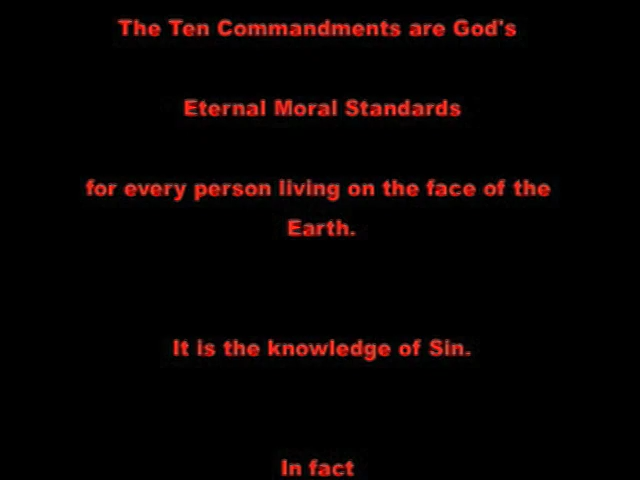 The Ten Commandments are God's
Eternal Moral Standards
for every person living on the face of the
Earth.
It is the knowledge of Sin.
In fact